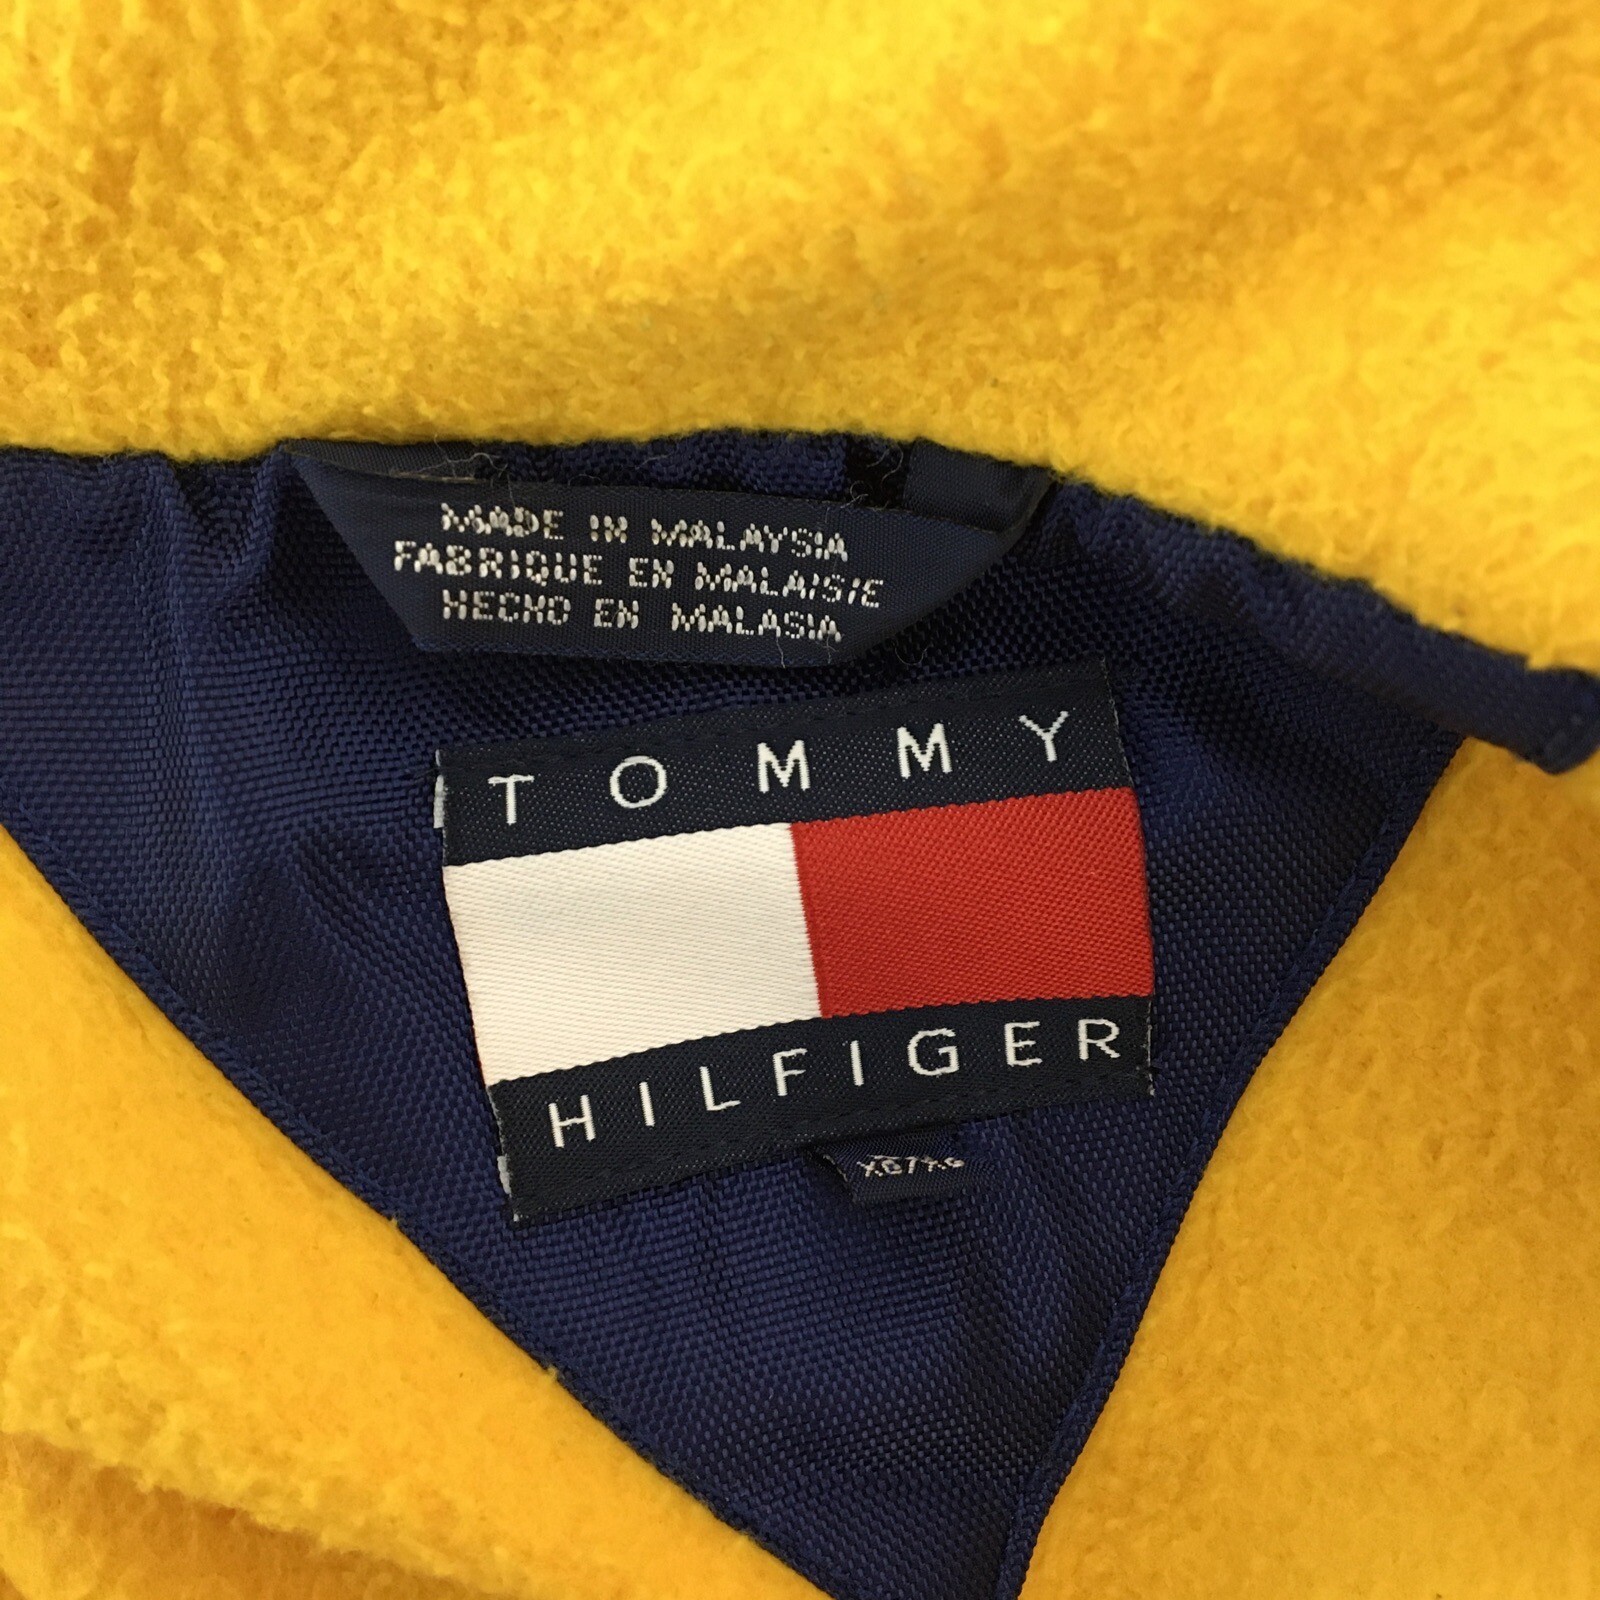 MADE IN MALAYSIA
FABRIQUE EN MALAISIE
HECHO EN MALASIA
TOMMY
HILFIGER